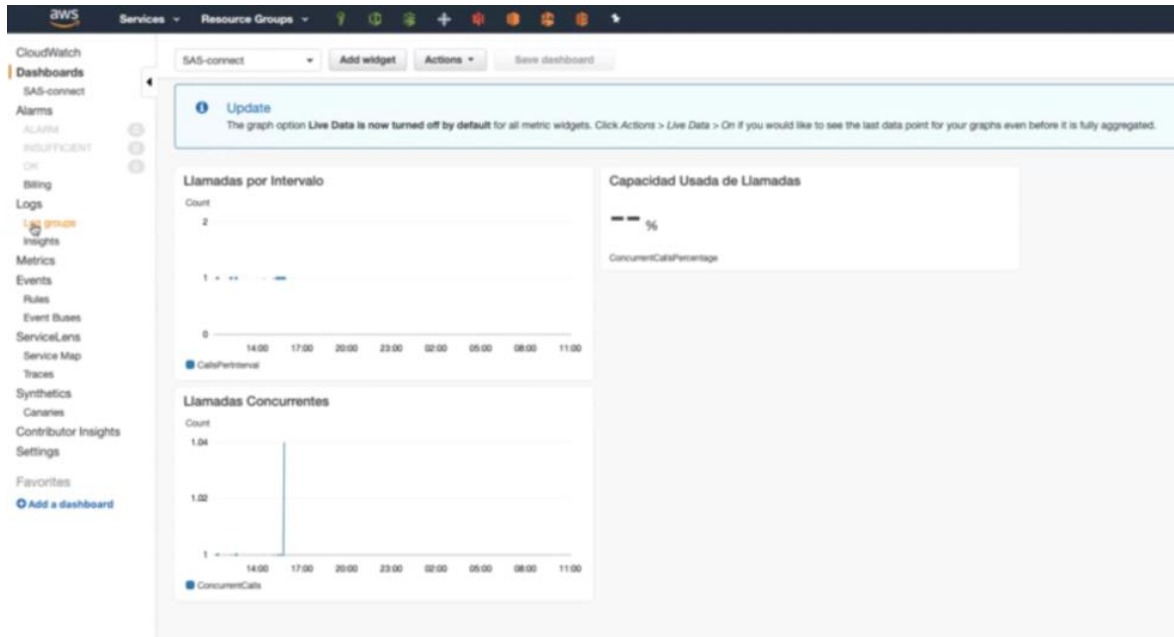 aws
Services
Resource Groups
CloudWatch
Dashboards
SAS-connect
Alarms
ALARM 0
INSUFFICIENT 0
OK 0
Billing
Logs
Log groups
Insights
Metrics
Events
Rules
Event Buses
ServiceLens
Service Map
Traces
Synthetics
Canaries
Contributor Insights
Settings
Favorites
Add a dashboard
SAS-connect
Add widget
Actions
Save dashboard
Update
The graph option Live Data is now turned off by default for all metric widgets. Click Actions > Live Data > On if you would like to see the last data point for your graphs even before it is fully aggregated.
Llamadas por Intervalo
Count
2
1
0
14:00 17:00 20:00 23:00 02:00 05:00 08:00 11:00
CallsPerInterval
Capacidad Usada de Llamadas
-- %
ConcurrentCallsPercentage
Llamadas Concurrentes
Count
1.04
1.02
1
14:00 17:00 20:00 23:00 02:00 05:00 08:00 11:00
ConcurrentCalls